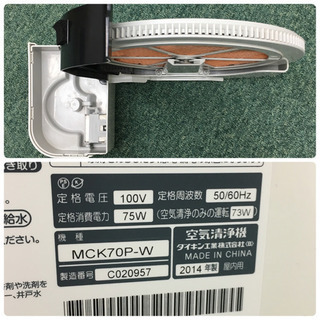 き取り
給水
定格電圧 100V 定格周波数 50/60Hz
定格消費電力 75W (空気清浄のみの運転 73W)
機種 MCK70P-W
製造番号 C020957
空気清浄機
ダイキン工業株式会社
MADE IN CHINA
2014年製 屋内用
剤や洗剤を
ー、井戸水